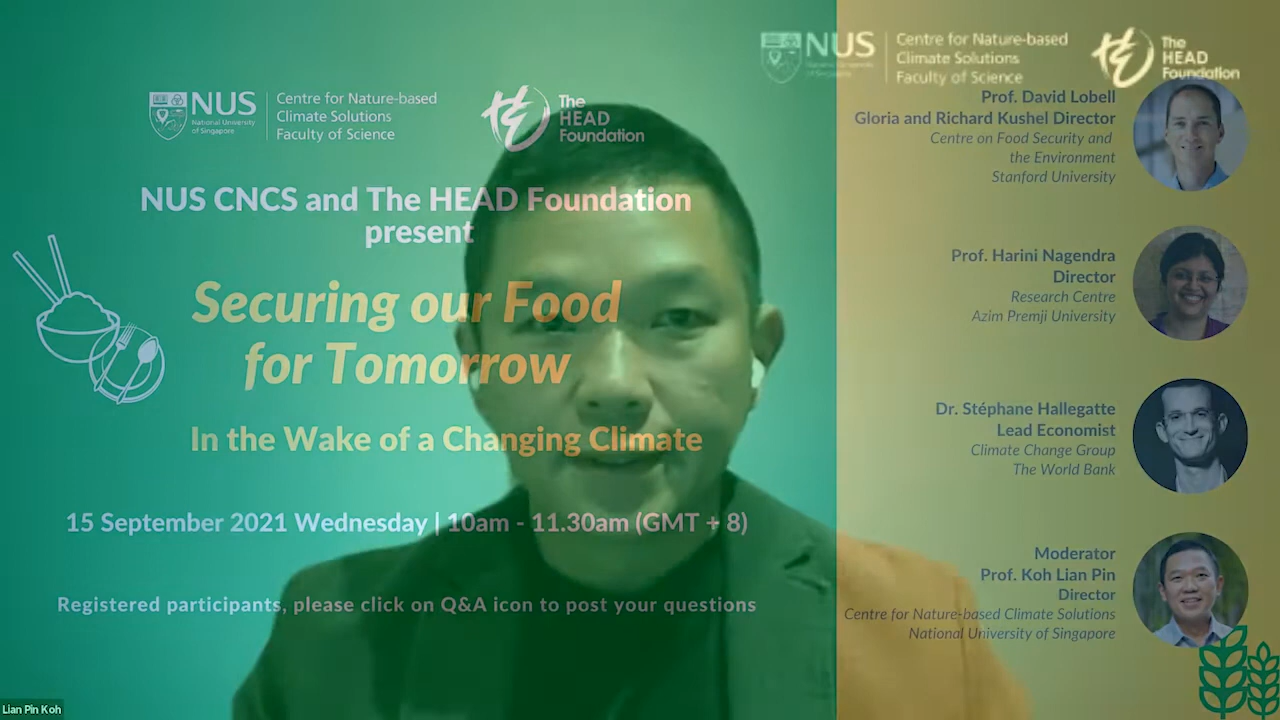 NUS
National University
of Singapore
Centre for Nature-based
Climate Solutions
Faculty of Science
The
HEAD
Foundation
NUS CNCS and The HEAD Foundation
present
Securing our Food
for Tomorrow
In the Wake of a Changing Climate
15 September 2021 Wednesday | 10am - 11.30am (GMT + 8)
Registered participants, please click on Q&A icon to post your questions
Lian Pin Koh
NUS
Centre for Nature-based
Climate Solutions
Faculty of Science
The
HEAD
Foundation
Prof. David Lobell
Gloria and Richard Kushel Director
Centre on Food Security and
the Environment
Stanford University
Prof. Harini Nagendra
Director
Research Centre
Azim Premji University
Dr. Stéphane Hallegatte
Lead Economist
Climate Change Group
The World Bank
Moderator
Prof. Koh Lian Pin
Director
Centre for Nature-based Climate Solutions
National University of Singapore